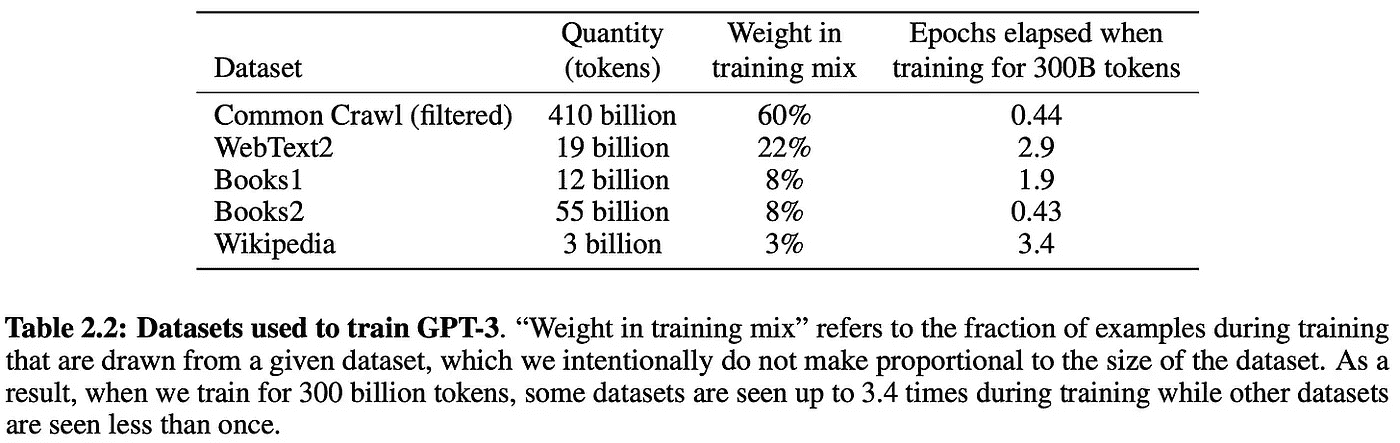 Quantity Weight in Epochs elapsed when
Dataset (tokens) training mix training for 300B tokens
Common Crawl (filtered) 410 billion 60% 0.44
WebText2 19 billion 22% 2.9
Books1 12 billion 8% 1.9
Books2 55 billion 8% 0.43
Wikipedia 3 billion 3% 3.4
Table 2.2: Datasets used to train GPT-3. “Weight in training mix” refers to the fraction of examples during training
that are drawn from a given dataset, which we intentionally do not make proportional to the size of the dataset. As a
result, when we train for 300 billion tokens, some datasets are seen up to 3.4 times during training while other datasets
are seen less than once.